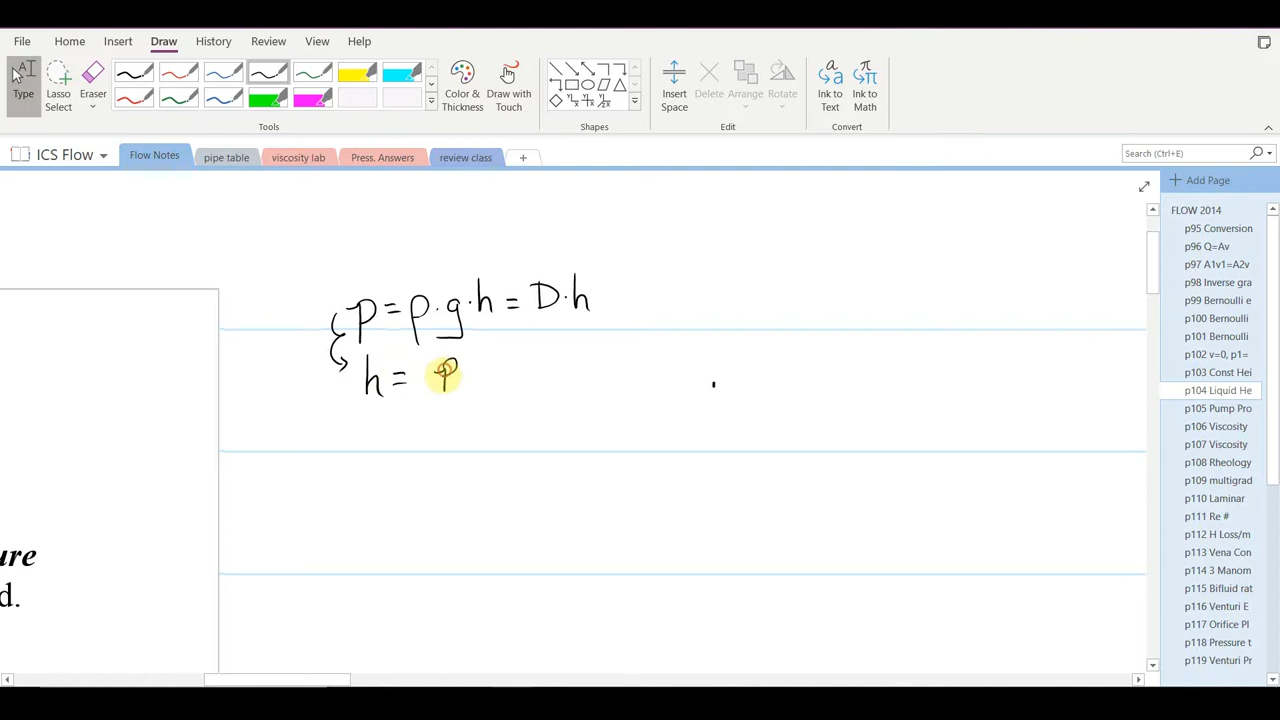 File Home Insert Draw History Review View Help
Type Lasso Select Eraser Color & Thickness Draw with Touch Insert Space Delete Arrange Rotate Ink to Text Ink to Math
Tools Shapes Edit Convert
ICS Flow Flow Notes pipe table viscosity lab Press. Answers review class + Search (Ctrl+E)
Add Page
FLOW 2014
p95 Conversion
p96 Q=Av
p97 A1v1=A2v
p98 Inverse gra
p99 Bernoulli e
p100 Bernoulli
p101 Bernoulli
p102 v=0, p1=
p103 Const Hei
p104 Liquid He
p105 Pump Pro
p106 Viscosity
p107 Viscosity
p108 Rheology
p109 multigrad
p110 Laminar
p111 Re #
p112 H Loss/m
p113 Vena Con
p114 3 Manom
p115 Bifluid rat
p116 Venturi E
p117 Orifice Pl
p118 Pressure t
p119 Venturi Pr
p = ρ·g·h = D·h
h = p
ure
d.